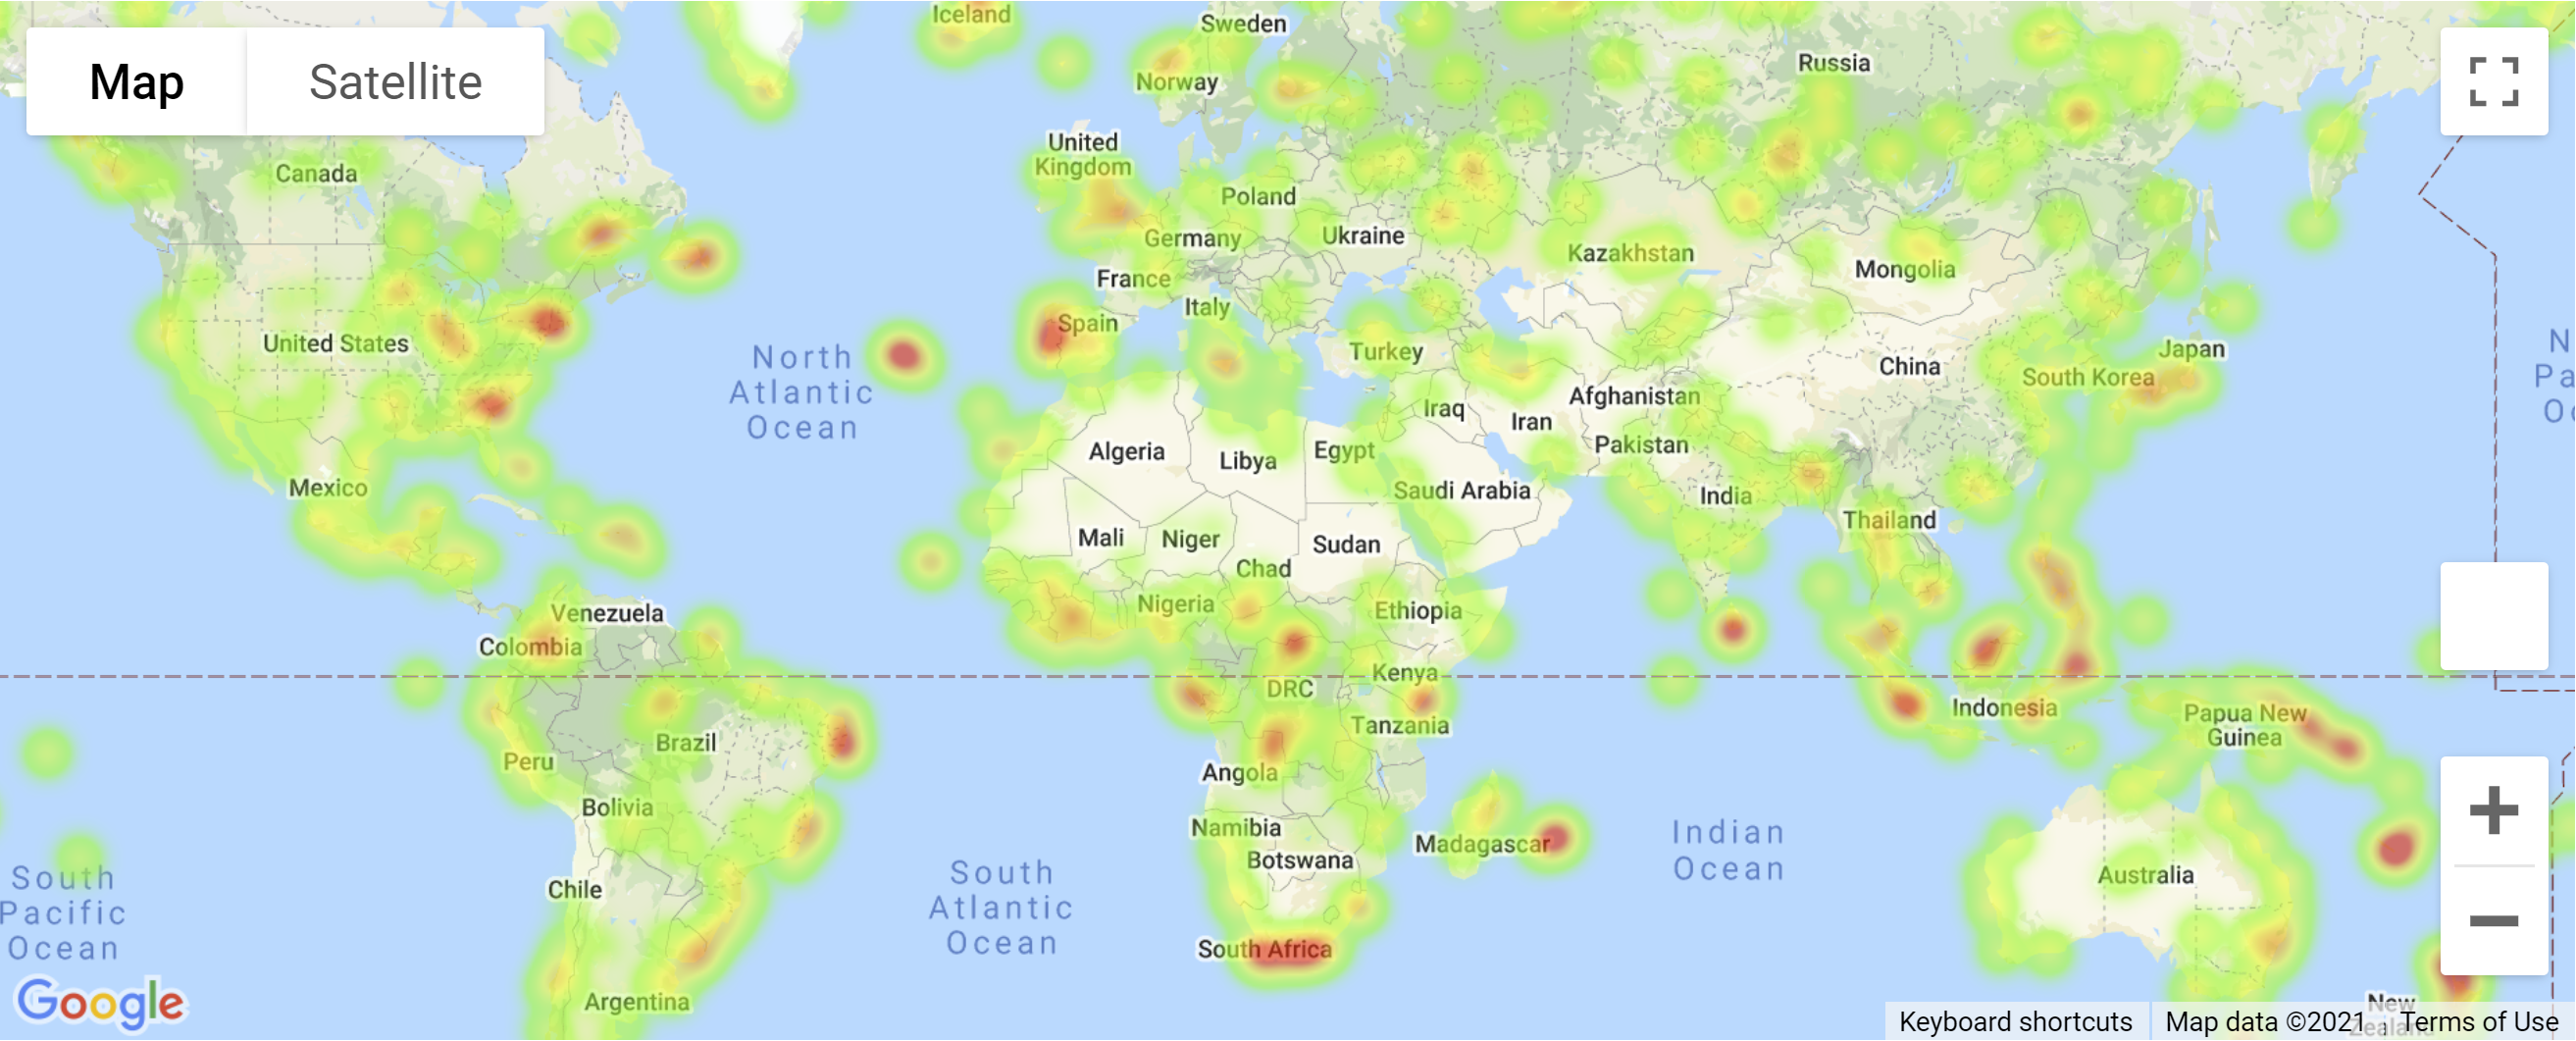 Iceland
Sweden
Map
Satellite
Norway
Russia
United
Kingdom
Canada
Poland
Germany
Ukraine
Kazakhstan
Mongolia
France
Italy
Spain
United States
North
Atlantic
Ocean
Turkey
China
Japan
South Korea
N
Pa
Oc
Afghanistan
Iraq
Iran
Algeria
Libya
Egypt
Pakistan
Mexico
Saudi Arabia
India
Mali
Niger
Sudan
Thailand
Chad
Venezuela
Nigeria
Ethiopia
Colombia
Kenya
DRC
Indonesia
Papua New
Guinea
Tanzania
Brazil
Peru
Angola
Bolivia
Namibia
Madagascar
Indian
Ocean
Botswana
Chile
South
Atlantic
Ocean
Australia
South
Pacific
Ocean
South Africa
Google
Argentina
New
Zealand
Keyboard shortcuts
Map data ©2021
Terms of Use